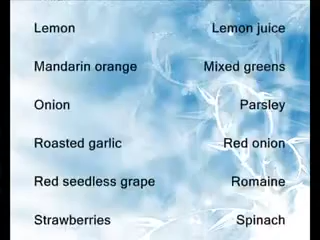 Lemon Lemon juice
Mandarin orange Mixed greens
Onion Parsley
Roasted garlic Red onion
Red seedless grape Romaine
Strawberries Spinach